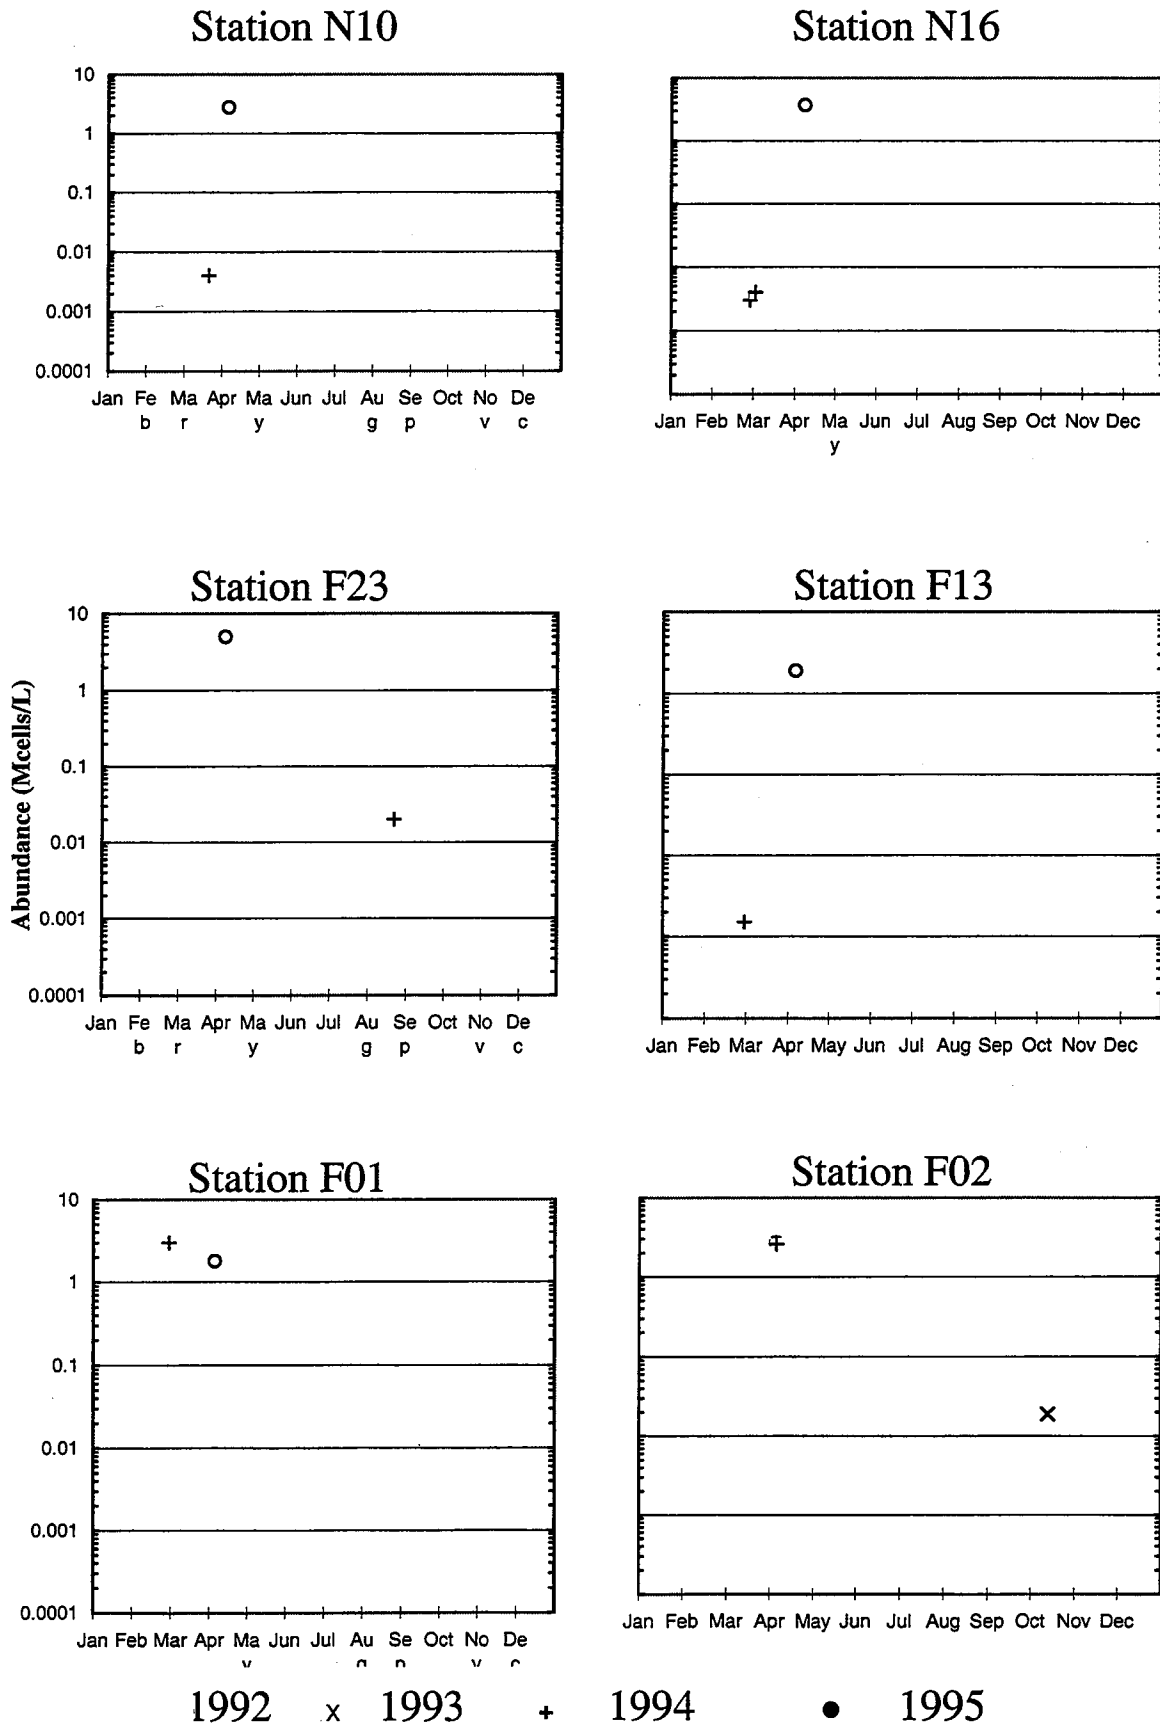 Station N10
10
1
0.1
0.01
0.001
0.0001
Jan Fe Ma Apr Ma Jun Jul Au Se Oct No De
b r y g p v c
Station N16
Jan Feb Mar Apr Ma Jun Jul Aug Sep Oct Nov Dec
y
Station F23
Abundance (Mcells/L)
10
1
0.1
0.01
0.001
0.0001
Jan Fe Ma Apr Ma Jun Jul Au Se Oct No De
b r y g p v c
Station F13
Jan Feb Mar Apr May Jun Jul Aug Sep Oct Nov Dec
Station F01
10
1
0.1
0.01
0.001
0.0001
Jan Feb Mar Apr Ma Jun Jul Au Se Oct No De
y g p v c
Station F02
Jan Feb Mar Apr May Jun Jul Aug Sep Oct Nov Dec
1992 x 1993 + 1994 ● 1995